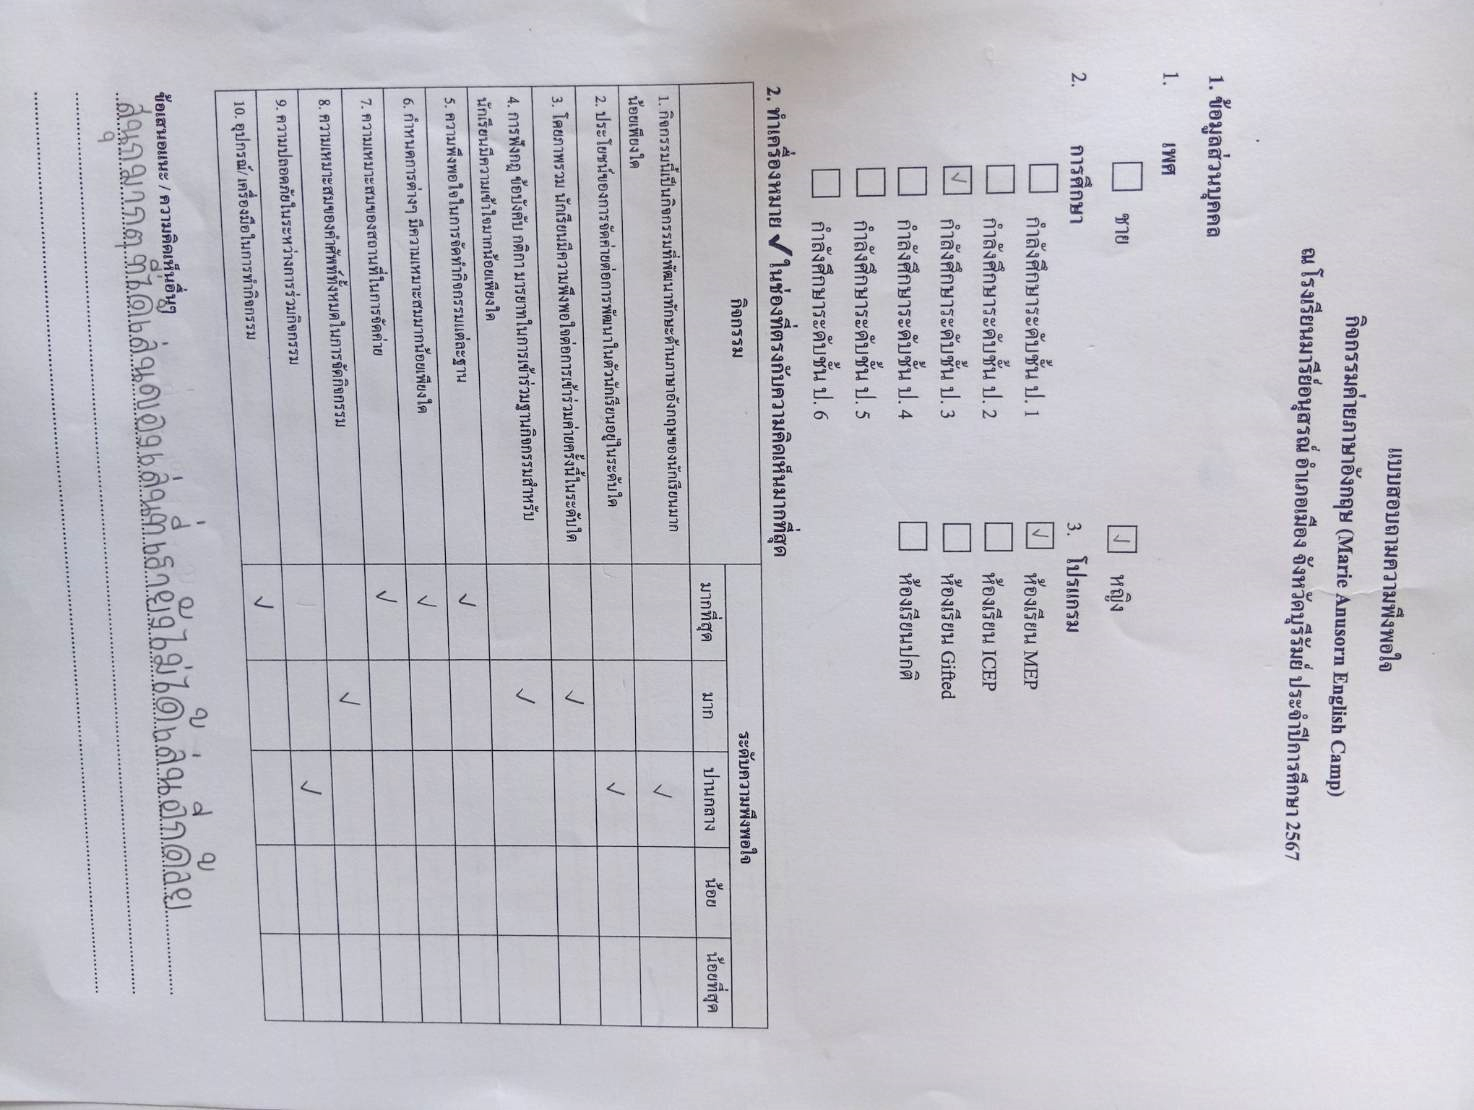 แบบสอบถามความพึงพอใจ
กิจกรรมค่ายภาษาอังกฤษ (Marie Anusorn English Camp)
ณ โรงเรียนมารีย์อนุสรณ์ อำเภอเมือง จังหวัดบุรีรัมย์ ประจำปีการศึกษา 2567
1. ข้อมูลส่วนบุคคล
1. เพศ
ชาย
✓ หญิง
2. การศึกษา
3. โปรแกรม
กำลังศึกษาระดับชั้น ป. 1
✓ ห้องเรียน MEP
กำลังศึกษาระดับชั้น ป. 2
ห้องเรียน ICEP
✓ กำลังศึกษาระดับชั้น ป. 3
ห้องเรียน Gifted
กำลังศึกษาระดับชั้น ป. 4
ห้องเรียนปกติ
กำลังศึกษาระดับชั้น ป. 5
กำลังศึกษาระดับชั้น ป. 6
2. ทำเครื่องหมาย ✓ ในช่องที่ตรงกับความคิดเห็นมากที่สุด
กิจกรรม
ระดับความพึงพอใจ
มากที่สุด มาก ปานกลาง น้อย น้อยที่สุด
1. กิจกรรมนี้เป็นกิจกรรมที่พัฒนาทักษะด้านภาษาอังกฤษของนักเรียนมาก
น้อยเพียงใด ✓
2. ประโยชน์ของการจัดค่ายต่อการพัฒนาในตัวนักเรียนอยู่ในระดับใด ✓
3. โดยภาพรวม นักเรียนมีความพึงพอใจต่อการเข้าร่วมค่ายครั้งนี้ในระดับใด ✓
4. การฟังกฎ ข้อบังคับ กติกา มารยาทในการเข้าร่วมฐานกิจกรรมสำหรับ
นักเรียนมีความเข้าใจมากน้อยเพียงใด ✓
5. ความพึงพอใจในการจัดทำกิจกรรมแต่ละฐาน ✓
6. กำหนดการต่างๆ มีความเหมาะสมมากน้อยเพียงใด ✓
7. ความเหมาะสมของสถานที่ในการจัดค่าย ✓
8. ความเหมาะสมของคำศัพท์ทั้งหมดในการจัดกิจกรรม ✓
9. ความปลอดภัยในระหว่างการร่วมกิจกรรม ✓
10. อุปกรณ์/ เครื่องมือในการทำกิจกรรม ✓
ข้อเสนอแนะ / ความคิดเห็นอื่นๆ